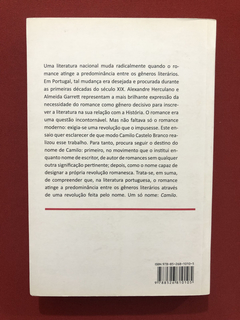 Uma literatura nacional muda radicalmente quando o ro-
mance atinge a predominância entre os gêneros literários.
Em Portugal, tal mudança era desejada e procurada durante
as primeiras décadas do século XIX. Alexandre Herculano e
Almeida Garrett representam a mais brilhante expressão da
necessidade do romance como gênero decisivo para inscre-
ver a literatura na sua relação com a História. O romance era
uma questão incontornável. Mas não faltava só o romance
moderno: exigia-se uma revolução que o impusesse. Este en-
saio quer esclarecer de que modo Camilo Castelo Branco rea-
lizou esse trabalho. Para tanto, procura seguir o destino do
nome de Camilo: primeiro, no movimento que o institui en-
quanto nome de escritor, de autor de romances sem qualquer
outra significação pertinente; depois, como o nome capaz de
designar a própria revolução romanesca. Trata-se, em suma,
de compreender que, na literatura portuguesa, o romance
atinge a predominância entre os gêneros literários através
de uma revolução feita pelo nome. Um só nome: Camilo.